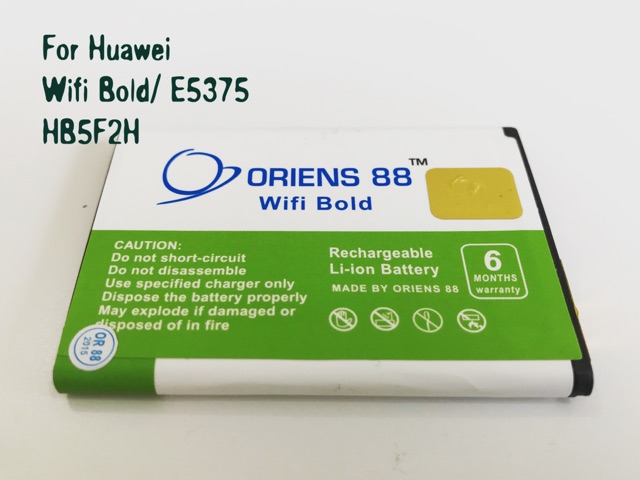 For Huawei
Wifi Bold/ E5375
HB5F2H
ORIENS 88™
Wifi Bold
CAUTION:
Do not short-circuit
Do not disassemble
Use specified charger only
Dispose the battery properly
May explode if damaged or
disposed of in fire
Rechargeable
Li-ion Battery
MADE BY ORIENS 88
6
MONTHS
warranty
OR 88
2015